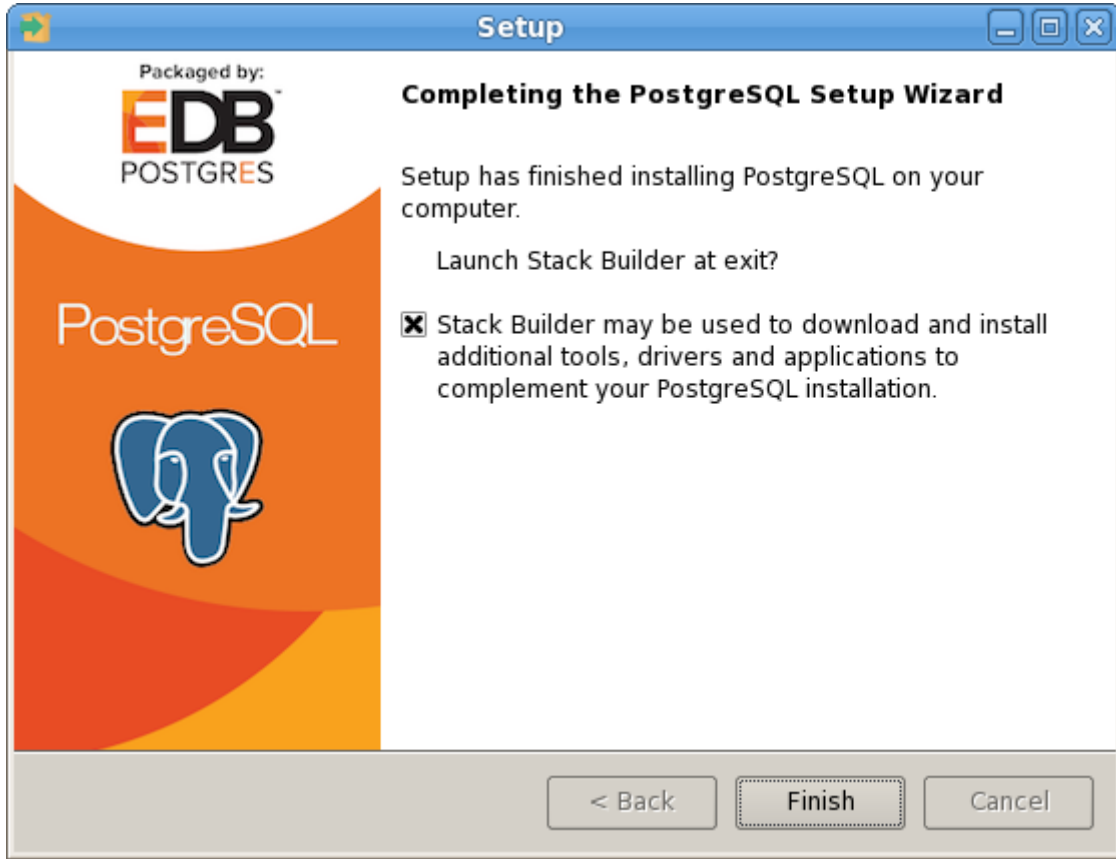 Setup
Packaged by:
EDB
POSTGRES
PostgreSQL
Completing the PostgreSQL Setup Wizard
Setup has finished installing PostgreSQL on your
computer.
Launch Stack Builder at exit?
Stack Builder may be used to download and install
additional tools, drivers and applications to
complement your PostgreSQL installation.
< Back
Finish
Cancel